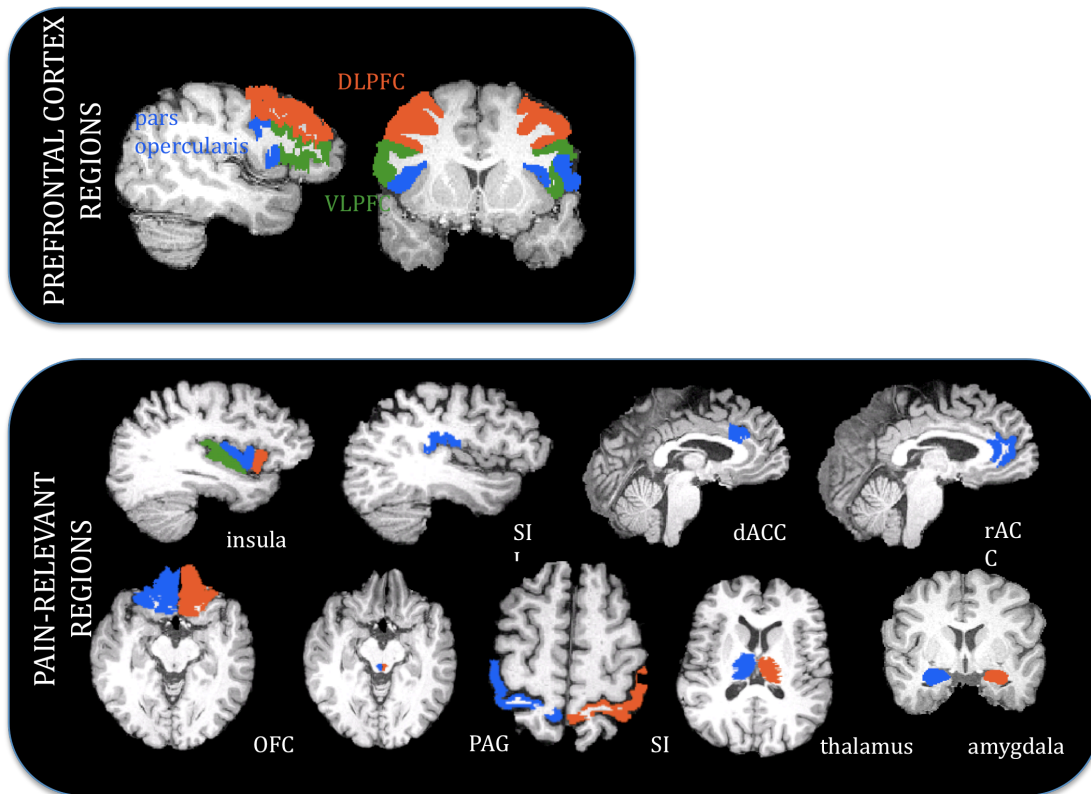 PREFRONTAL CORTEX
REGIONS
DLPFC
pars
opercularis
VLPFC
PAIN-RELEVANT
REGIONS
insula
SI
I
dACC
rAC
C
OFC
PAG
SI
thalamus
amygdala